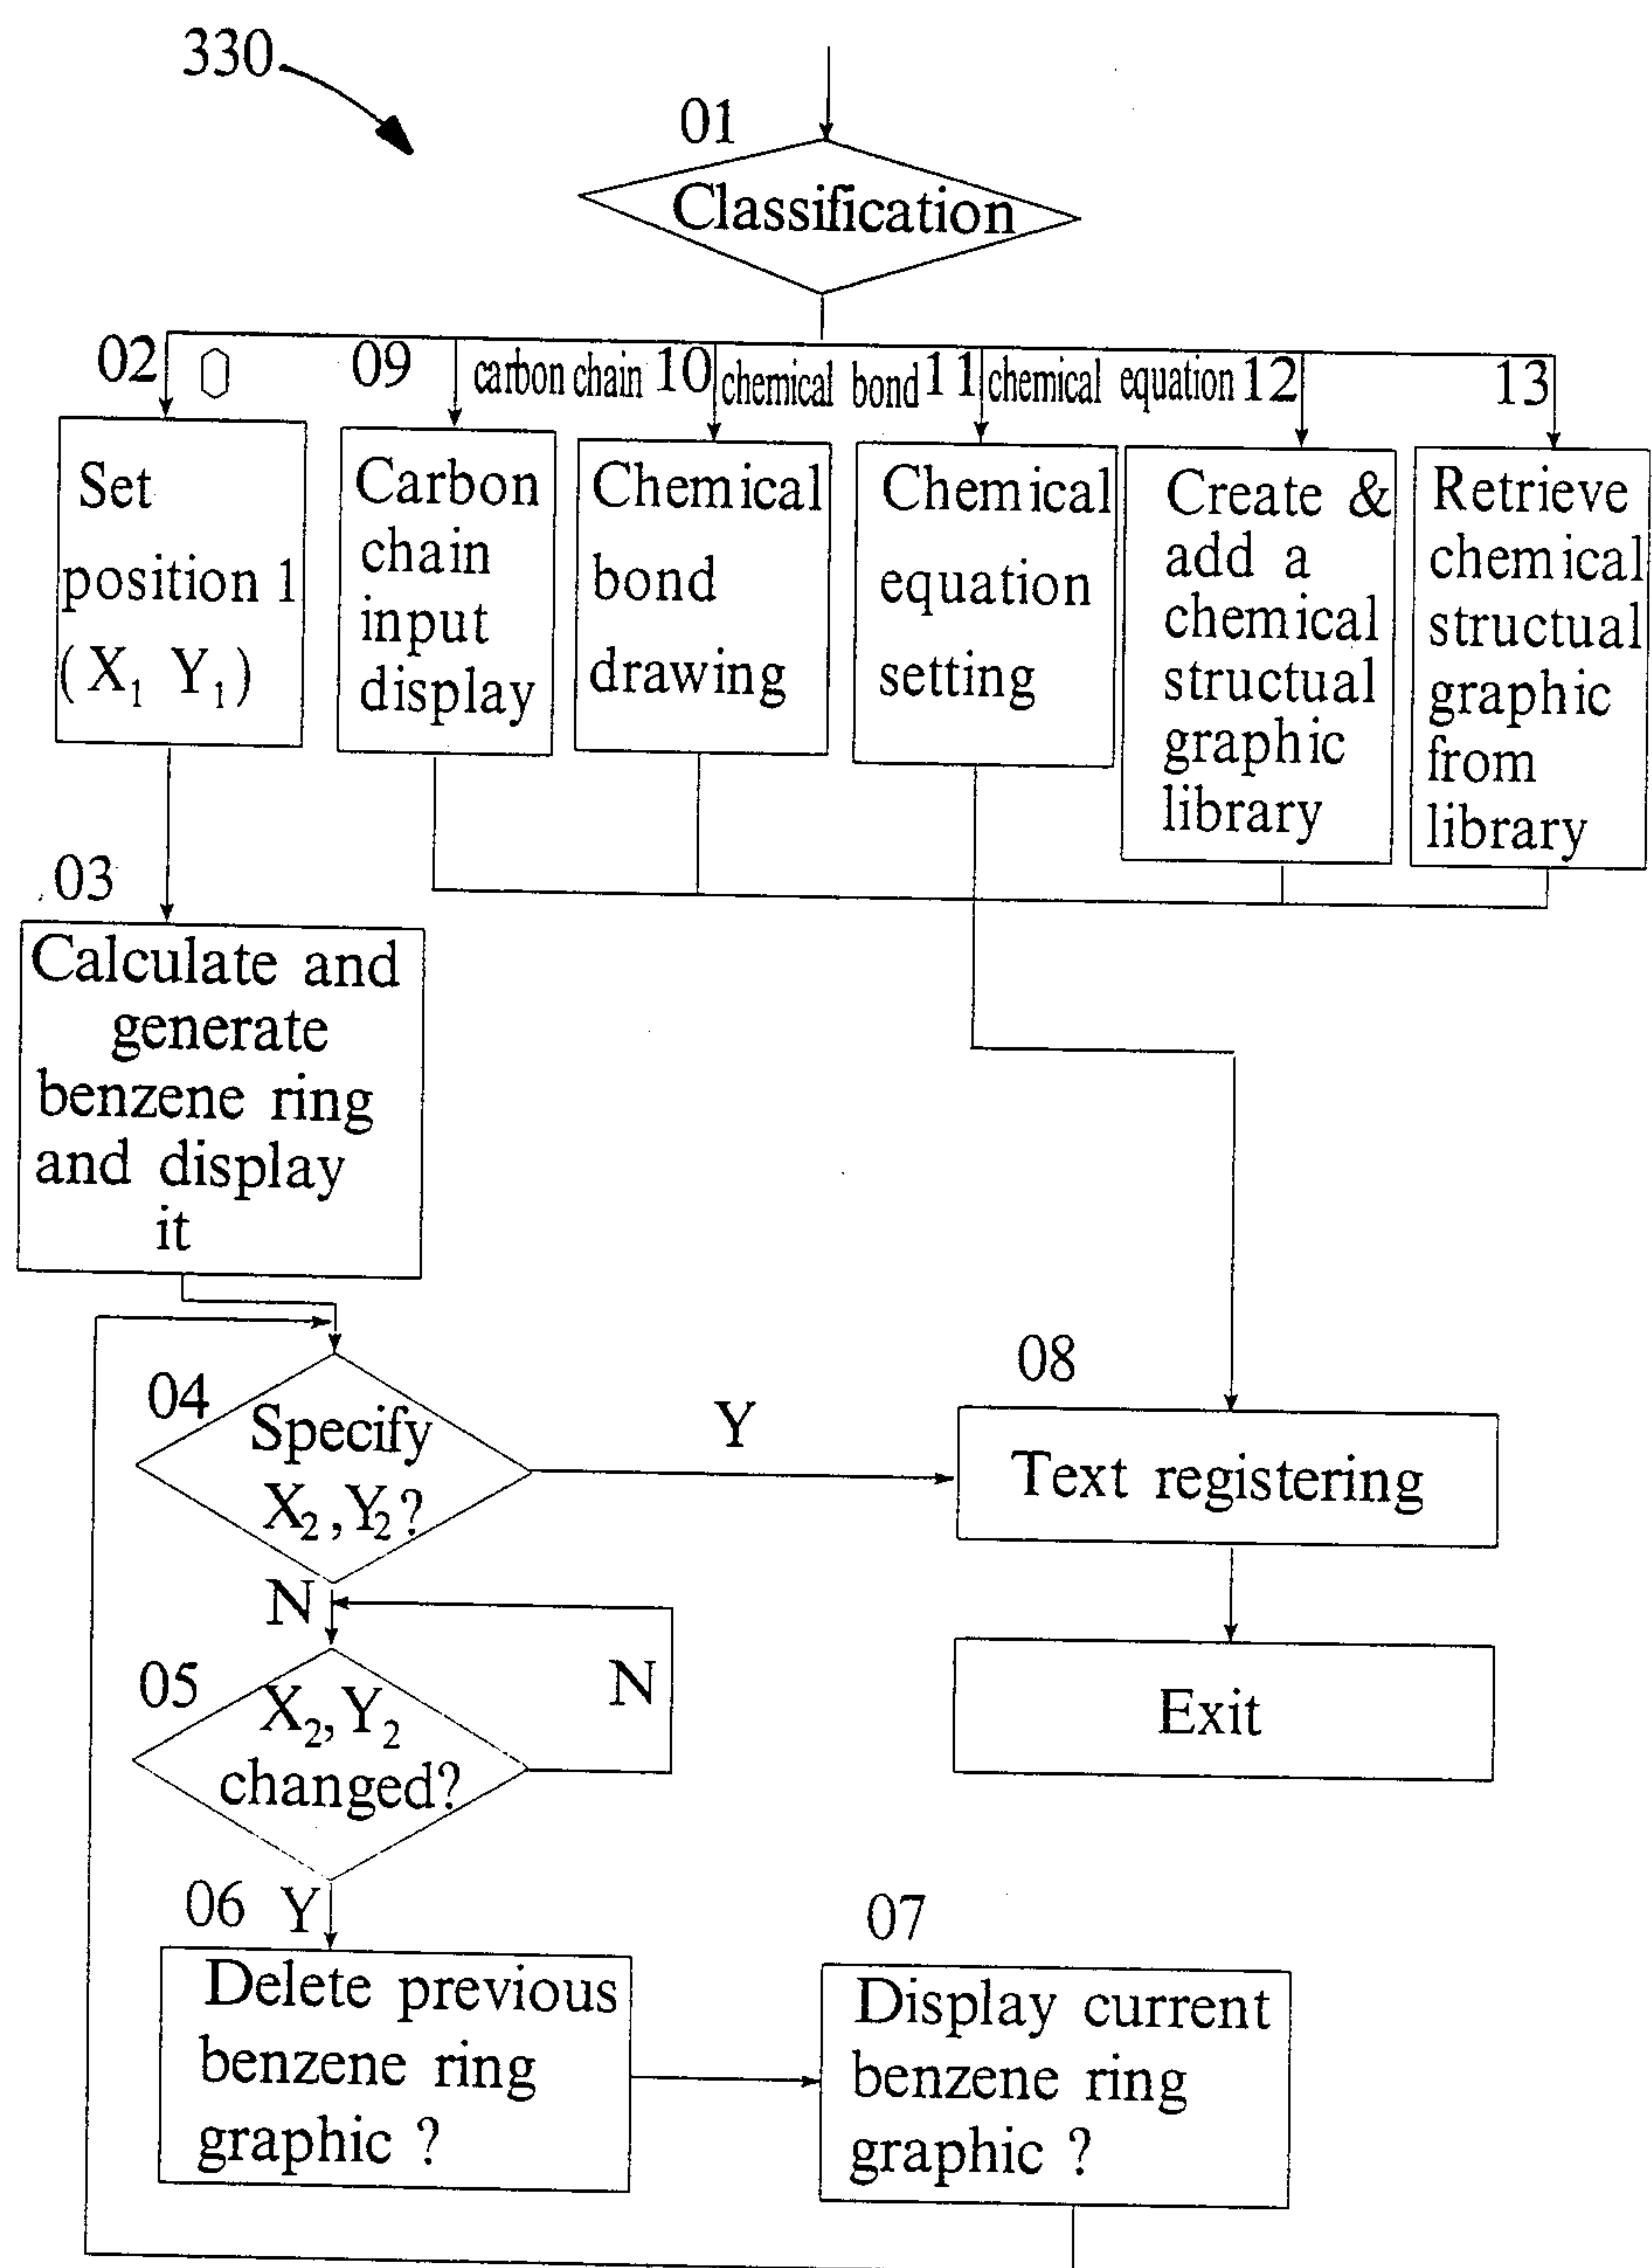 330
01
Classification
02
09
carbon chain
10
chemical bond
11
chemical equation
12
13
Set
position 1
(X₁ Y₁)
Carbon
chain
input
display
Chemical
bond
drawing
Chemical
equation
setting
Create &
add a
chemical
structual
graphic
library
Retrieve
chemical
structual
graphic
from
library
03
Calculate and
generate
benzene ring
and display
it
04
Specify
X₂,Y₂?
Y
08
Text registering
N
05
X₂,Y₂
changed?
N
Exit
06
Y
Delete previous
benzene ring
graphic ?
07
Display current
benzene ring
graphic ?